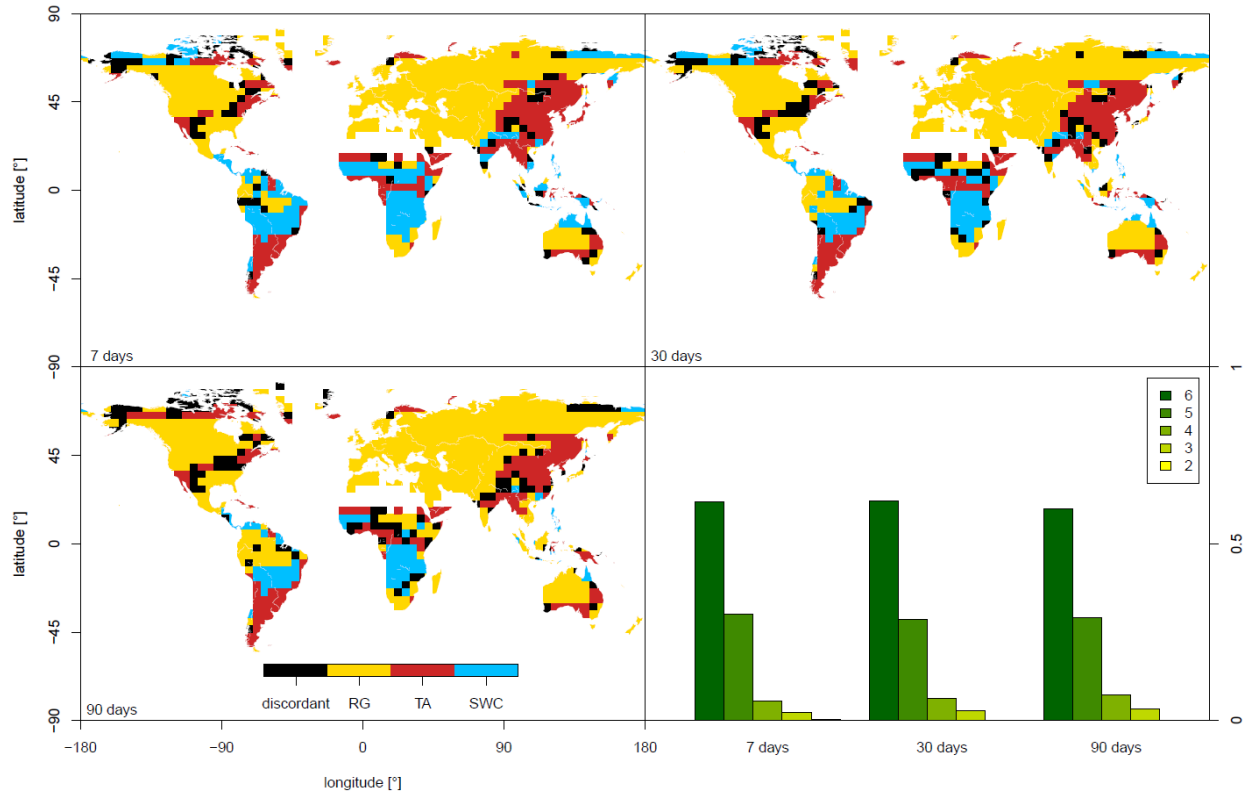 90
45
0
−45
−90
latitude [°]
7 days
30 days
90
45
0
−45
−90
latitude [°]
90 days
discordant RG TA SWC
6
5
4
3
2
1
0.5
0
−180 −90 0 90 180
longitude [°]
7 days 30 days 90 days